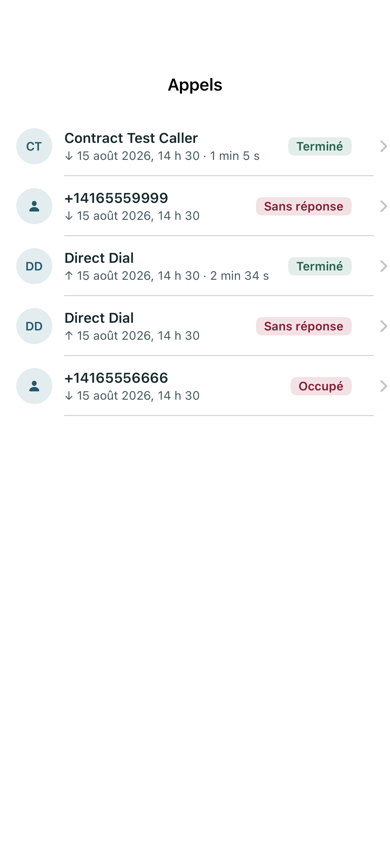 Appels
CT
Contract Test Caller
↓ 15 août 2026, 14 h 30 · 1 min 5 s
Terminé
+14165559999
↓ 15 août 2026, 14 h 30
Sans réponse
DD
Direct Dial
↑ 15 août 2026, 14 h 30 · 2 min 34 s
Terminé
DD
Direct Dial
↑ 15 août 2026, 14 h 30
Sans réponse
+14165556666
↓ 15 août 2026, 14 h 30
Occupé